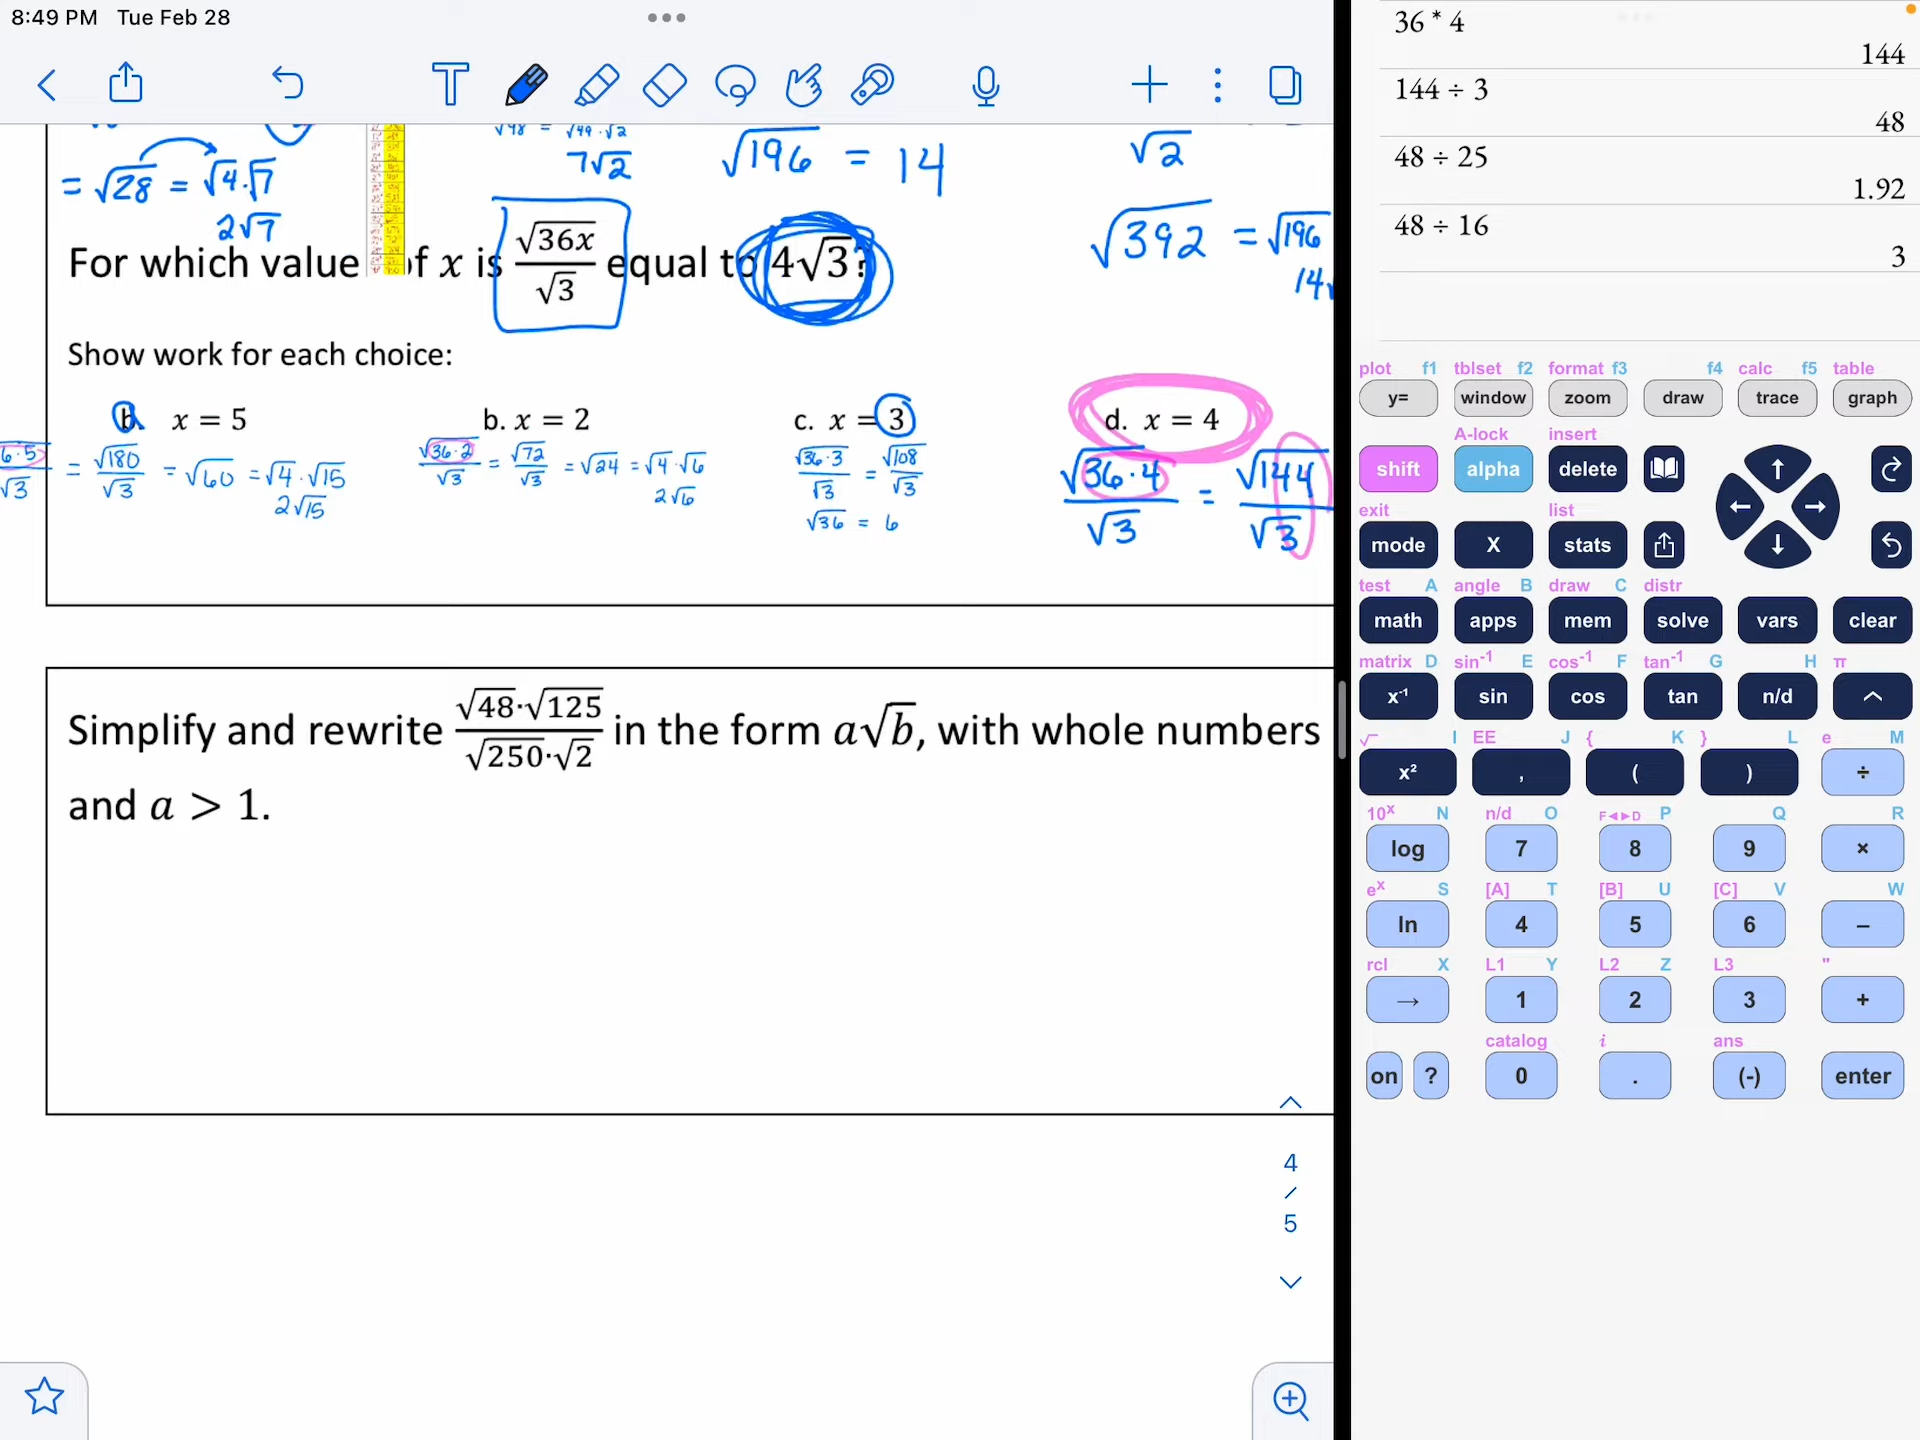 8:49 PM Tue Feb 28
√48 = √49·√2
= √28 = √4·√7
7√2
√196 = 14
√2
2√7
√392 = √196
14
For which value of x is √36x / √3 equal to 4√3?
Show work for each choice:
b. x = 5
b. x = 2
c. x = 3
d. x = 4
6·5 / √3 = √180 / √3 = √60 = √4 · √15
2√15
√36·2 / √3 = √72 / √3 = √24 = √4 · √6
2√6
√36·3 / √3 = √108 / √3
√36 = 6
√36·4 / √3 = √144 / √3
Simplify and rewrite √48·√125 / √250·√2 in the form a√b, with whole numbers
and a > 1.
4
/
5
36 * 4
144
144 ÷ 3
48
48 ÷ 25
1.92
48 ÷ 16
3
plot f1 tblset f2 format f3 f4 calc f5 table
y= window zoom draw trace graph
A-lock insert
shift alpha delete
exit list
mode X stats
test A angle B draw C distr
math apps mem solve vars clear
matrix D sin⁻¹ E cos⁻¹ F tan⁻¹ G H π
x⁻¹ sin cos tan n/d ^
√‾ I EE J { K } L e M
x² , ( ) ÷
10ˣ N n/d O F◄►D P Q R
log 7 8 9 ×
eˣ S [A] T [B] U [C] V W
ln 4 5 6 −
rcl X L1 Y L2 Z L3 "
→ 1 2 3 +
catalog i ans
on ? 0 . (-) enter